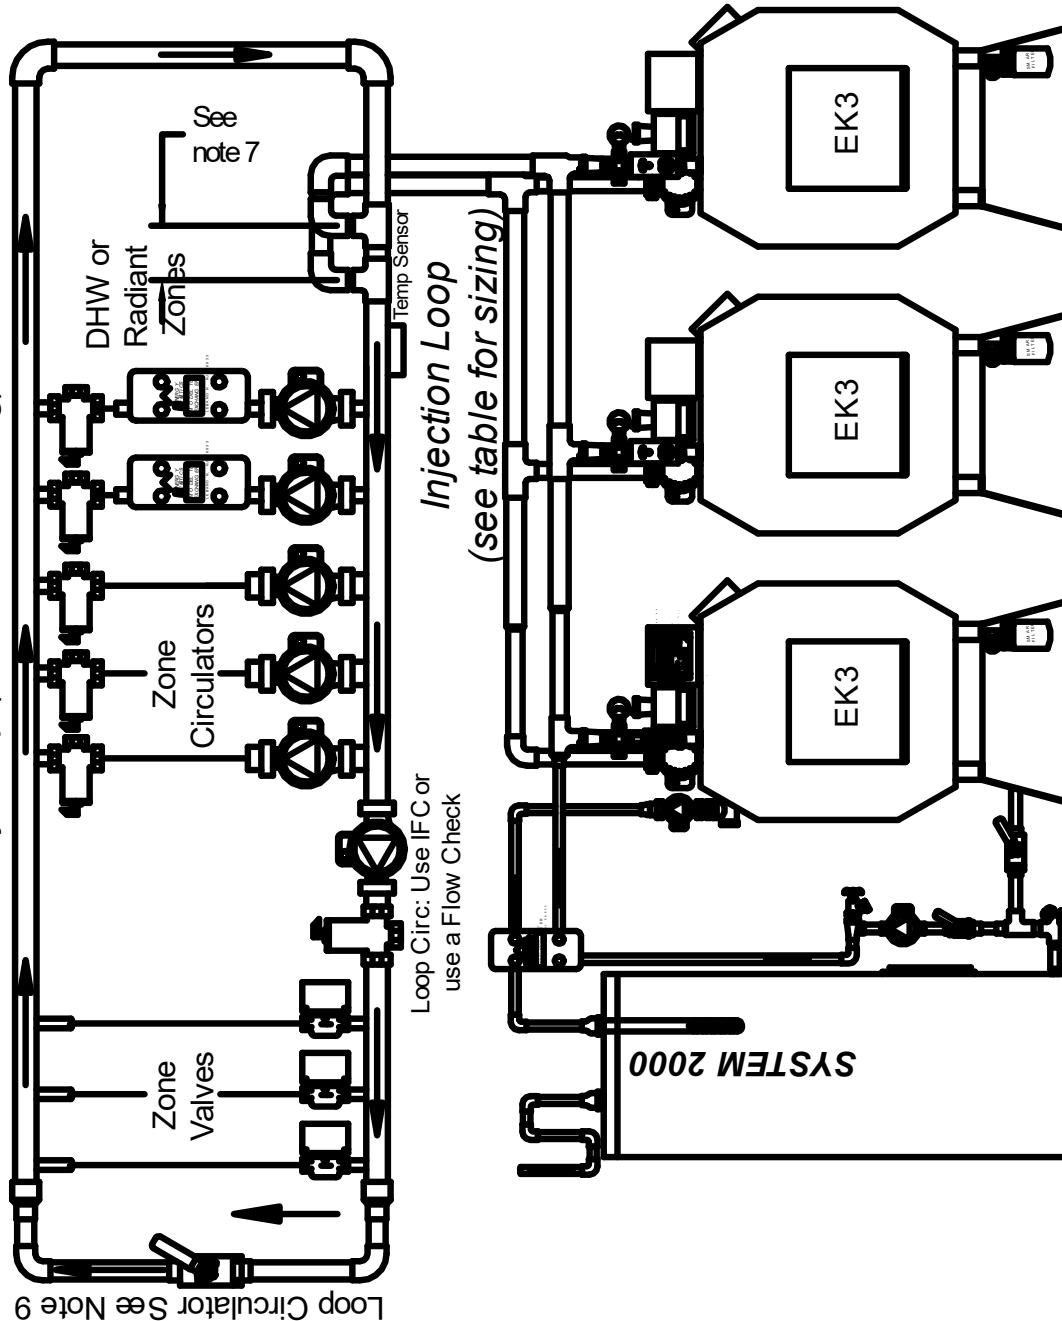 See
note 7
DHW or
Radiant
Zones
Temp Sensor
Injection Loop
(see table for sizing)
Zone
Circulators
Loop Circ: Use IFC or
use a Flow Check
Zone
Valves
Loop Circulator See Note 9
EK3
EK3
EK3
SYSTEM 2000